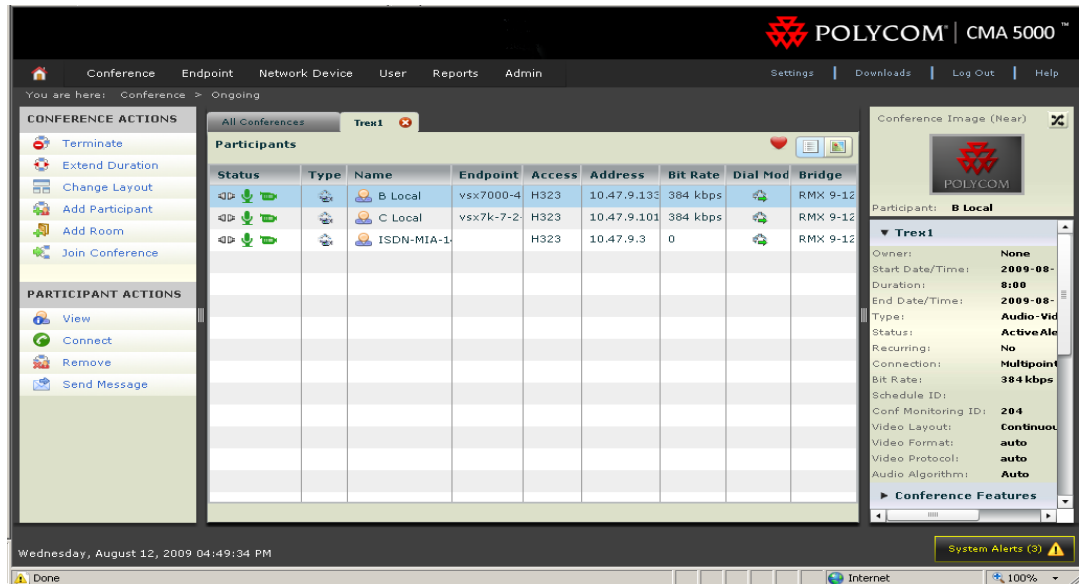 POLYCOM® | CMA 5000 ™
Conference Endpoint Network Device User Reports Admin
Settings Downloads Log Out Help
You are here: Conference > Ongoing
CONFERENCE ACTIONS
Terminate
Extend Duration
Change Layout
Add Participant
Add Room
Join Conference
PARTICIPANT ACTIONS
View
Connect
Remove
Send Message
All Conferences Trex1
Participants
Status Type Name Endpoint Access Address Bit Rate Dial Mod Bridge
B Local vsx7000-4 H323 10.47.9.133 384 kbps RMX 9-12
C Local vsx7k-7-2- H323 10.47.9.101 384 kbps RMX 9-12
ISDN-MIA-1 H323 10.47.9.3 0 RMX 9-12
Conference Image (Near)
POLYCOM
Participant: B Local
Trex1
Owner: None
Start Date/Time: 2009-08-
Duration: 8:00
End Date/Time: 2009-08-
Type: Audio-Vid
Status: Active Ale
Recurring: No
Connection: Multipoint
Bit Rate: 384 kbps
Schedule ID:
Conf Monitoring ID: 204
Video Layout: Continuou
Video Format: auto
Video Protocol: auto
Audio Algorithm: Auto
Conference Features
Wednesday, August 12, 2009 04:49:34 PM
System Alerts (3)
Done
Internet
100%